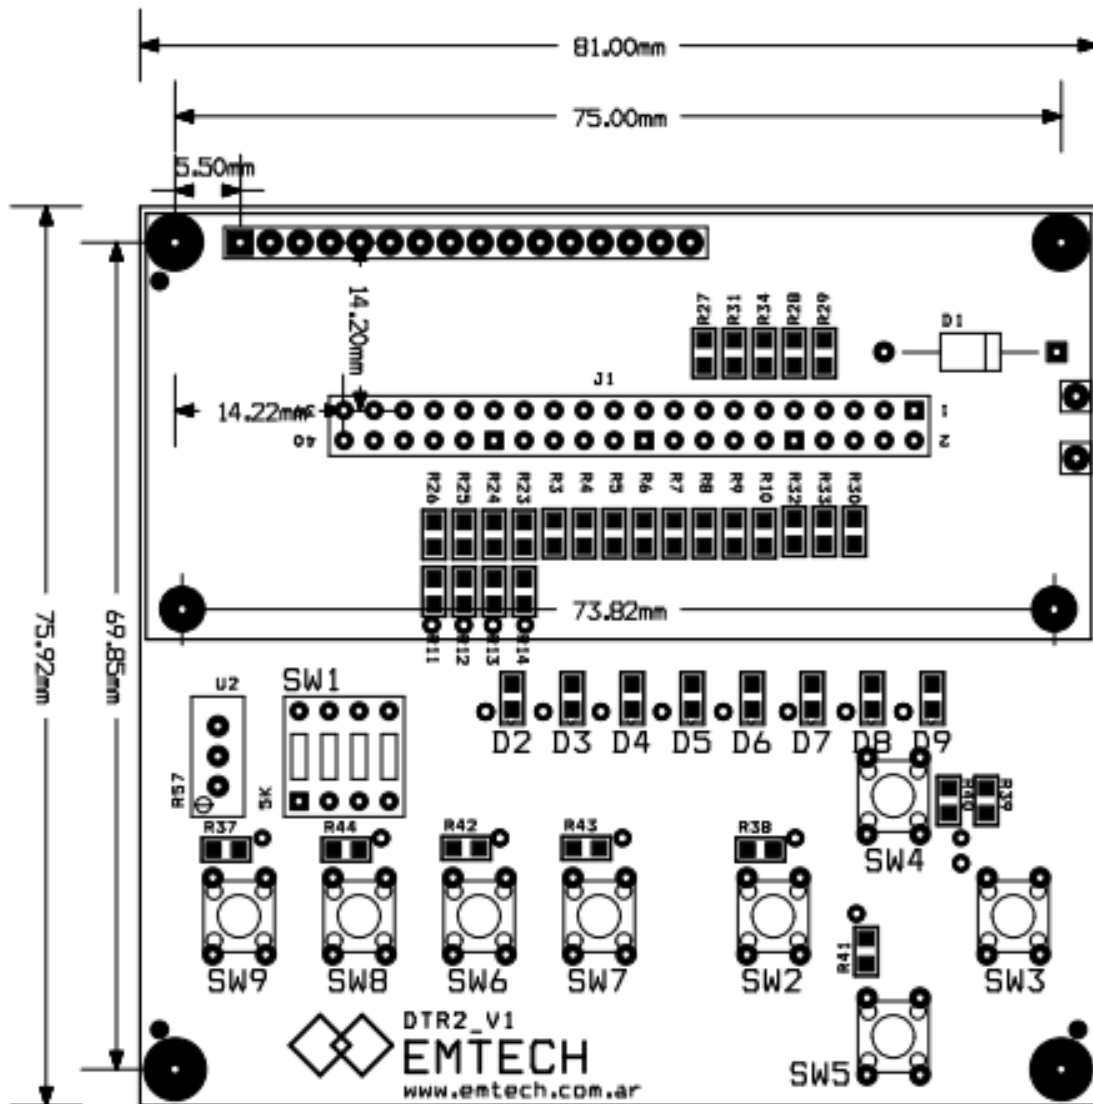 81.00mm
75.00mm
5.50mm
14.20mm
R27 R31 R34 R28 R29
D1
J1
14.22mm
1
40
2
R26 R25 R24 R23 R3 R4 R5 R6 R7 R8 R9 R10 R32 R33 R30
75.92mm
69.85mm
73.82mm
R11 R12 R13 R14
U2
SW1
R57
5K
D2 D3 D4 D5 D6 D7 D8 D9
R40 R39
R37 R44 R42 R43 R38
SW4
R41
SW9 SW8 SW6 SW7 SW2 SW3
DTR2_V1
EMTECH
www.emtech.com.ar
SW5